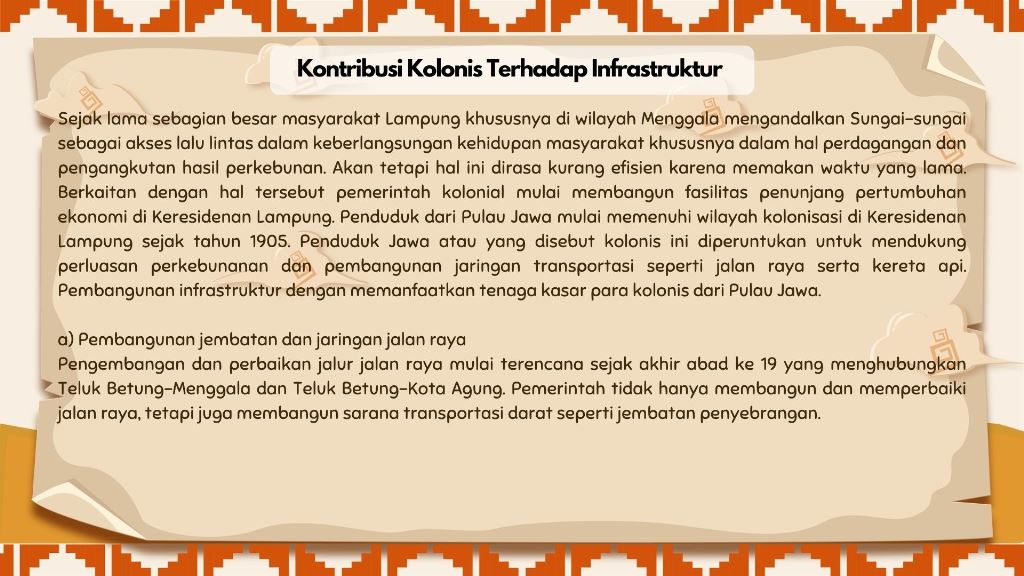 Kontribusi Kolonis Terhadap Infrastruktur
Sejak lama sebagian besar masyarakat Lampung khususnya di wilayah Menggala mengandalkan Sungai-sungai
sebagai akses lalu lintas dalam keberlangsungan kehidupan masyarakat khususnya dalam hal perdagangan dan
pengangkutan hasil perkebunan. Akan tetapi hal ini dirasa kurang efisien karena memakan waktu yang lama.
Berkaitan dengan hal tersebut pemerintah kolonial mulai membangun fasilitas penunjang pertumbuhan
ekonomi di Keresidenan Lampung. Penduduk dari Pulau Jawa mulai memenuhi wilayah kolonisasi di Keresidenan
Lampung sejak tahun 1905. Penduduk Jawa atau yang disebut kolonis ini diperuntukan untuk mendukung
perluasan perkebunanan dan pembangunan jaringan transportasi seperti jalan raya serta kereta api.
Pembangunan infrastruktur dengan memanfaatkan tenaga kasar para kolonis dari Pulau Jawa.
a) Pembangunan jembatan dan jaringan jalan raya
Pengembangan dan perbaikan jalur jalan raya mulai terencana sejak akhir abad ke 19 yang menghubungkan
Teluk Betung-Menggala dan Teluk Betung-Kota Agung. Pemerintah tidak hanya membangun dan memperbaiki
jalan raya, tetapi juga membangun sarana transportasi darat seperti jembatan penyebrangan.